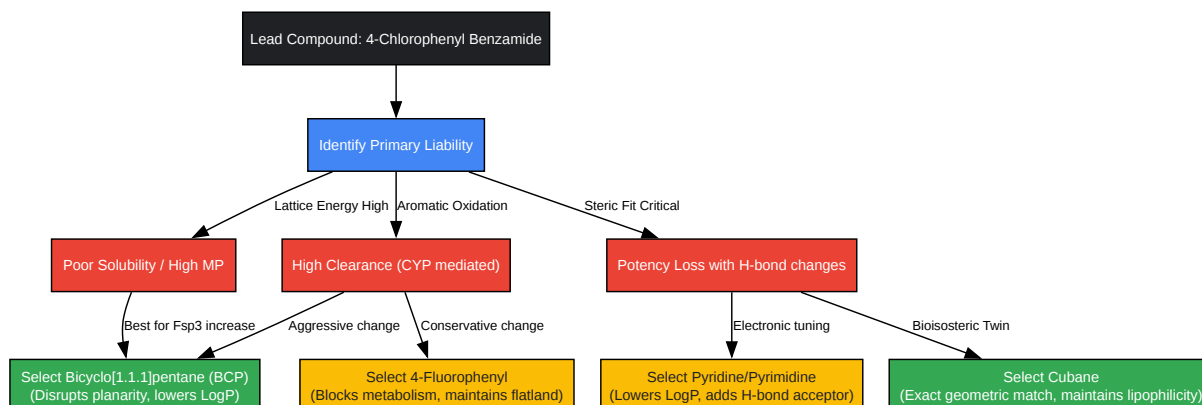 Lead Compound: 4-Chlorophenyl Benzamide
Identify Primary Liability
Lattice Energy High
Aromatic Oxidation
Steric Fit Critical
Poor Solubility / High MP
High Clearance (CYP mediated)
Potency Loss with H-bond changes
Best for Fsp3 increase
Aggressive change
Conservative change
Electronic tuning
Bioisosteric Twin
Select Bicyclo[1.1.1]pentane (BCP)
(Disrupts planarity, lowers LogP)
Select 4-Fluorophenyl
(Blocks metabolism, maintains flatland)
Select Pyridine/Pyrimidine
(Lowers LogP, adds H-bond acceptor)
Select Cubane
(Exact geometric match, maintains lipophilicity)